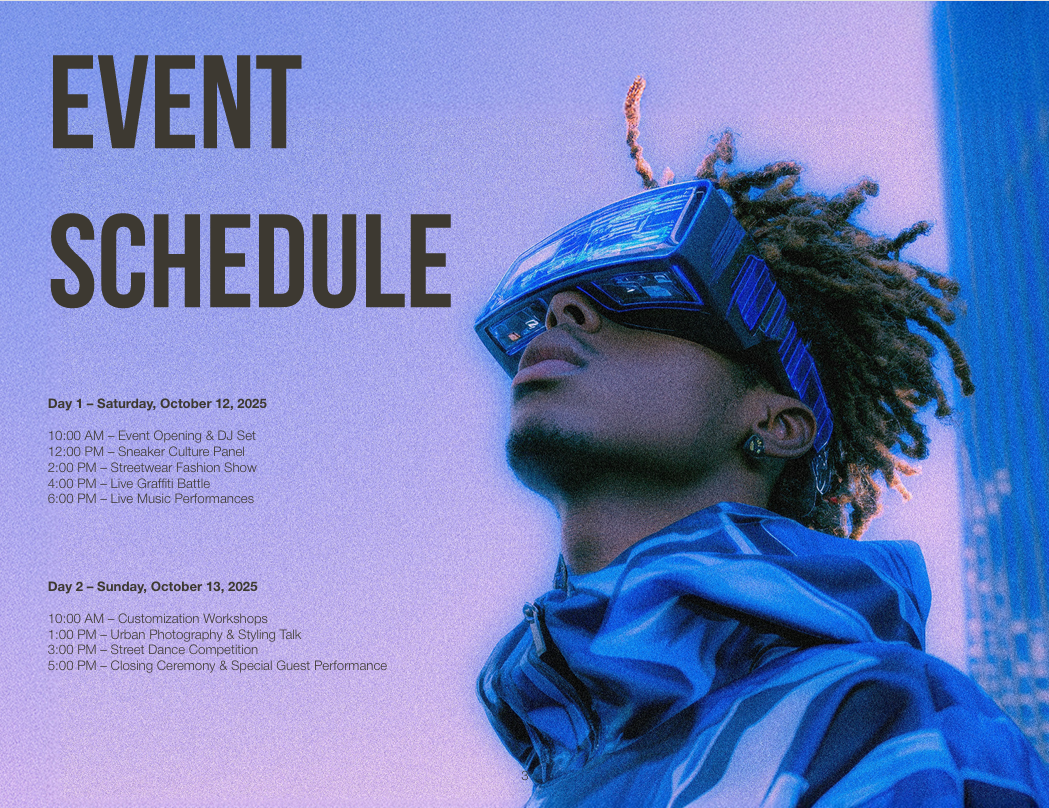 EVENT
SCHEDULE
Day 1 – Saturday, October 12, 2025
10:00 AM – Event Opening & DJ Set
12:00 PM – Sneaker Culture Panel
2:00 PM – Streetwear Fashion Show
4:00 PM – Live Graffiti Battle
6:00 PM – Live Music Performances
Day 2 – Sunday, October 13, 2025
10:00 AM – Customization Workshops
1:00 PM – Urban Photography & Styling Talk
3:00 PM – Street Dance Competition
5:00 PM – Closing Ceremony & Special Guest Performance
3